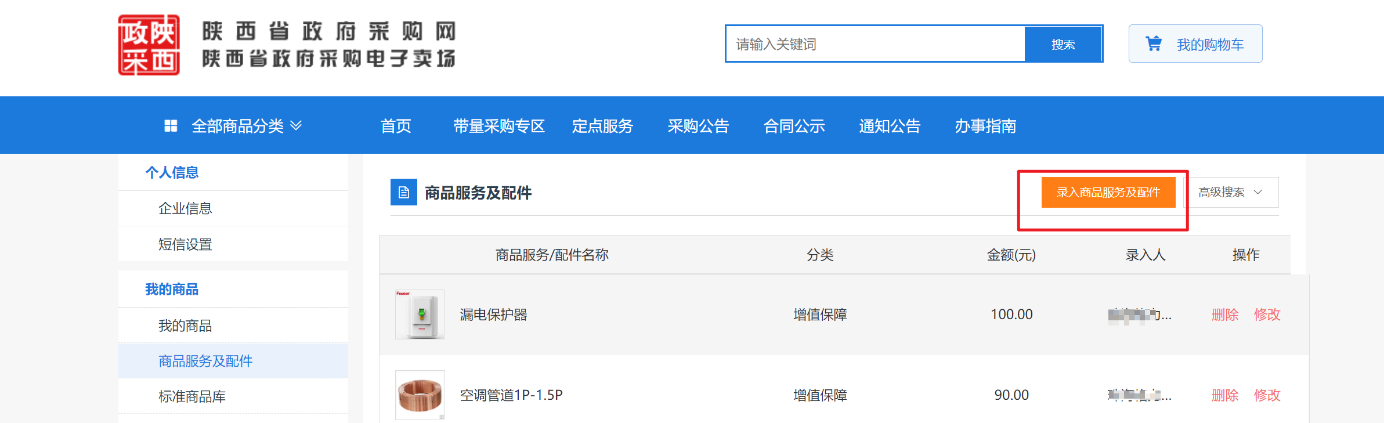 政陕
采西
陕西省政府采购网
陕西省政府采购电子卖场
请输入关键词
搜索
我的购物车
全部商品分类
首页
带量采购专区
定点服务
采购公告
合同公示
通知公告
办事指南
个人信息
企业信息
短信设置
我的商品
我的商品
商品服务及配件
标准商品库
商品服务及配件
录入商品服务及配件
高级搜索
商品服务/配件名称 分类 金额(元) 录入人 操作
漏电保护器 增值保障 100.00 删除 修改
空调管道1P-1.5P 增值保障 90.00 删除 修改